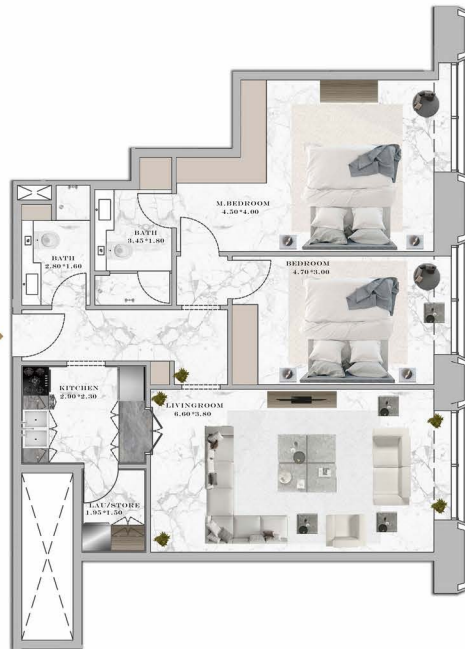 M.BEDROOM
4.50*4.00
BATH
3.45*1.80
BATH
2.80*1.60
BEDROOM
4.70*3.00
KITCHEN
2.90*2.30
LIVINGROOM
6.60*3.80
LAU/STORE
1.95*1.50